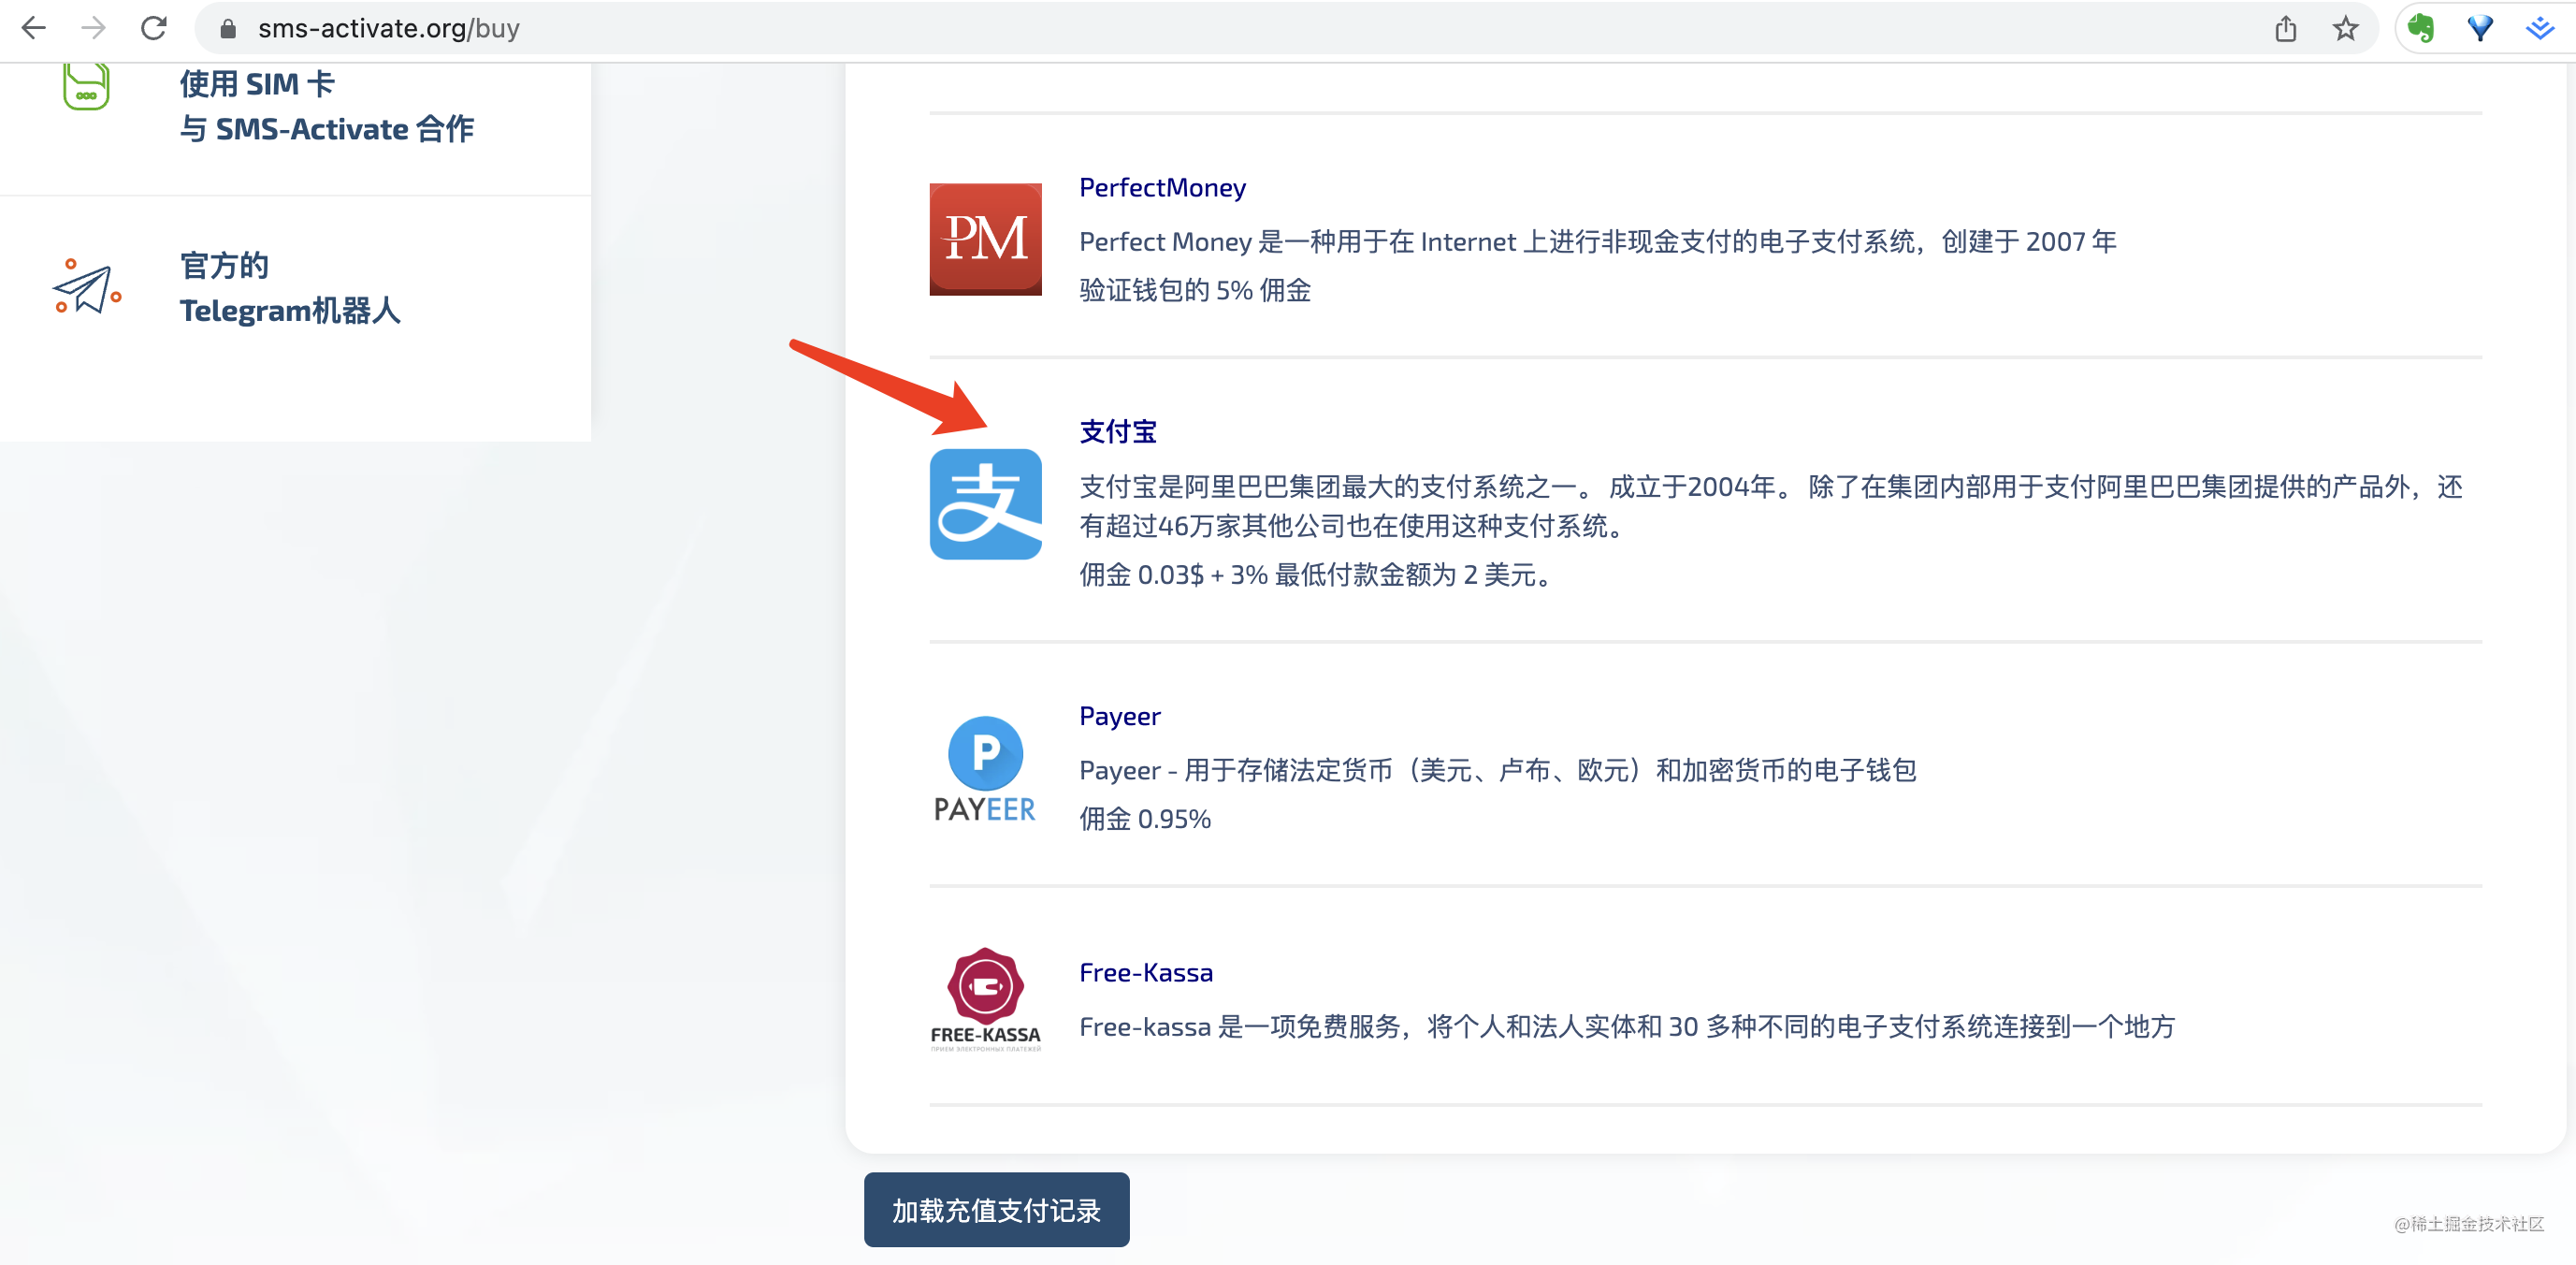 sms-activate.org/buy
使用 SIM 卡
与 SMS-Activate 合作
官方的
Telegram机器人
PM
PerfectMoney
Perfect Money 是一种用于在 Internet 上进行非现金支付的电子支付系统，创建于 2007 年
验证钱包的 5% 佣金
支
支付宝
支付宝是阿里巴巴集团最大的支付系统之一。 成立于2004年。 除了在集团内部用于支付阿里巴巴集团提供的产品外，还
有超过46万家其他公司也在使用这种支付系统。
佣金 0.03$ + 3% 最低付款金额为 2 美元。
P
PAYEER
Payeer
Payeer - 用于存储法定货币（美元、卢布、欧元）和加密货币的电子钱包
佣金 0.95%
FREE-KASSA
ПРИЕМ ЭЛЕКТРОННЫХ ПЛАТЕЖЕЙ
Free-Kassa
Free-kassa 是一项免费服务，将个人和法人实体和 30 多种不同的电子支付系统连接到一个地方
加载充值支付记录
@稀土掘金技术社区